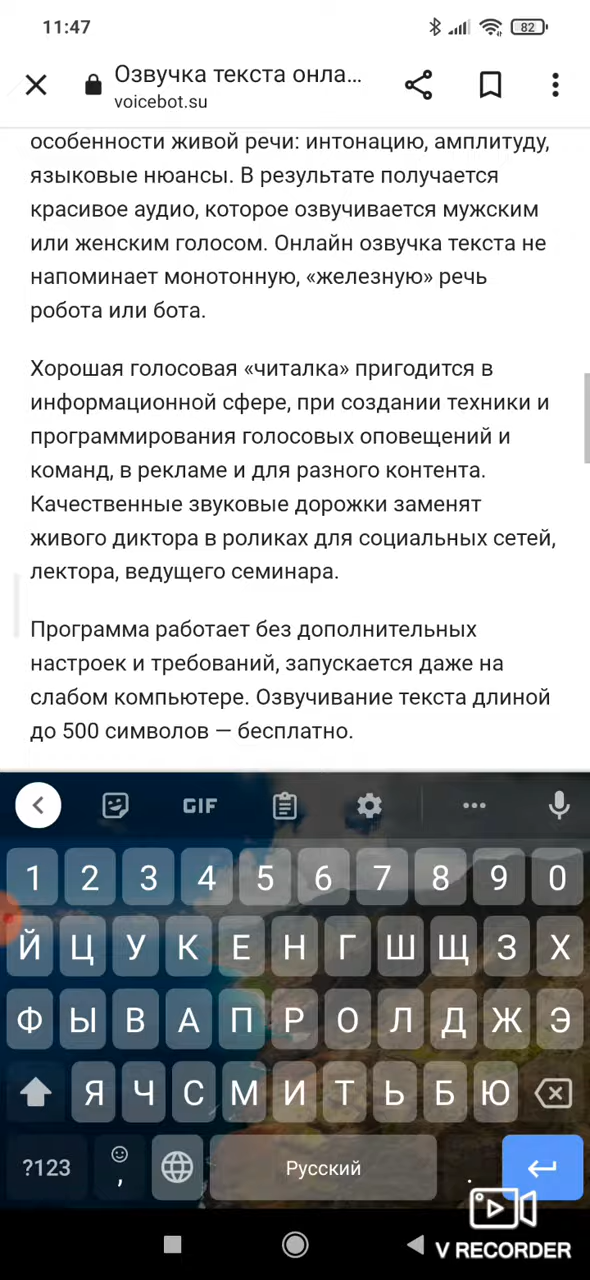 11:47
82
Озвучка текста онла...
voicebot.su
особенности живой речи: интонацию, амплитуду,
языковые нюансы. В результате получается
красивое аудио, которое озвучивается мужским
или женским голосом. Онлайн озвучка текста не
напоминает монотонную, «железную» речь
робота или бота.
Хорошая голосовая «читалка» пригодится в
информационной сфере, при создании техники и
программирования голосовых оповещений и
команд, в рекламе и для разного контента.
Качественные звуковые дорожки заменят
живого диктора в роликах для социальных сетей,
лектора, ведущего семинара.
Программа работает без дополнительных
настроек и требований, запускается даже на
слабом компьютере. Озвучивание текста длиной
до 500 символов — бесплатно.
GIF
1 2 3 4 5 6 7 8 9 0
Й Ц У К Е Н Г Ш Щ З Х
Ф Ы В А П Р О Л Д Ж Э
Я Ч С М И Т Ь Б Ю
?123 , Русский .
V RECORDER